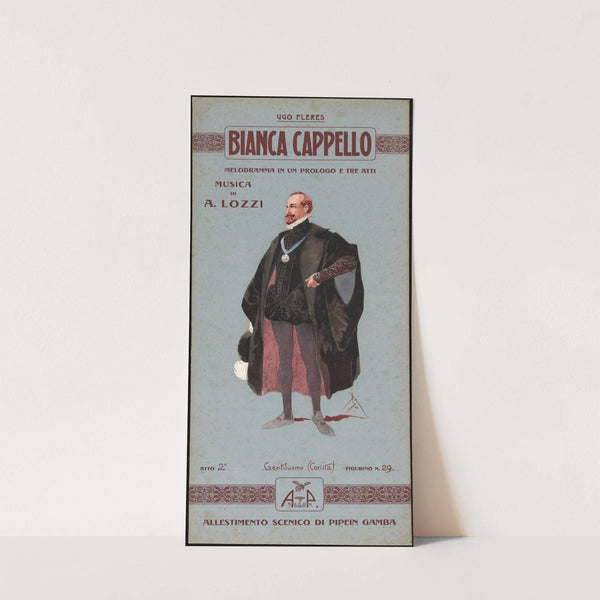 UGO FLERES
BIANCA CAPPELLO
MELODRAMMA IN UN PROLOGO E TRE ATTI
MUSICA
DI
A. LOZZI
ATTO 2° Gentiluomo (Corista) FIGURINO N. 29.
A P.
ALLESTIMENTO SCENICO DI PIPEIN GAMBA